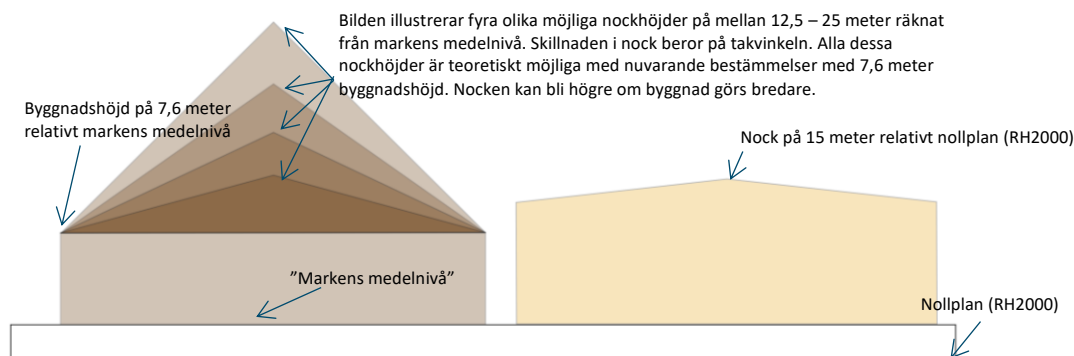 Bilden illustrerar fyra olika möjliga nockhöjder på mellan 12,5 – 25 meter räknat
från markens medelnivå. Skillnaden i nock beror på takvinkeln. Alla dessa
nockhöjder är teoretiskt möjliga med nuvarande bestämmelser med 7,6 meter
byggnadshöjd. Nocken kan bli högre om byggnad görs bredare.
Byggnadshöjd på 7,6 meter
relativt markens medelnivå
Nock på 15 meter relativt nollplan (RH2000)
”Markens medelnivå”
Nollplan (RH2000)